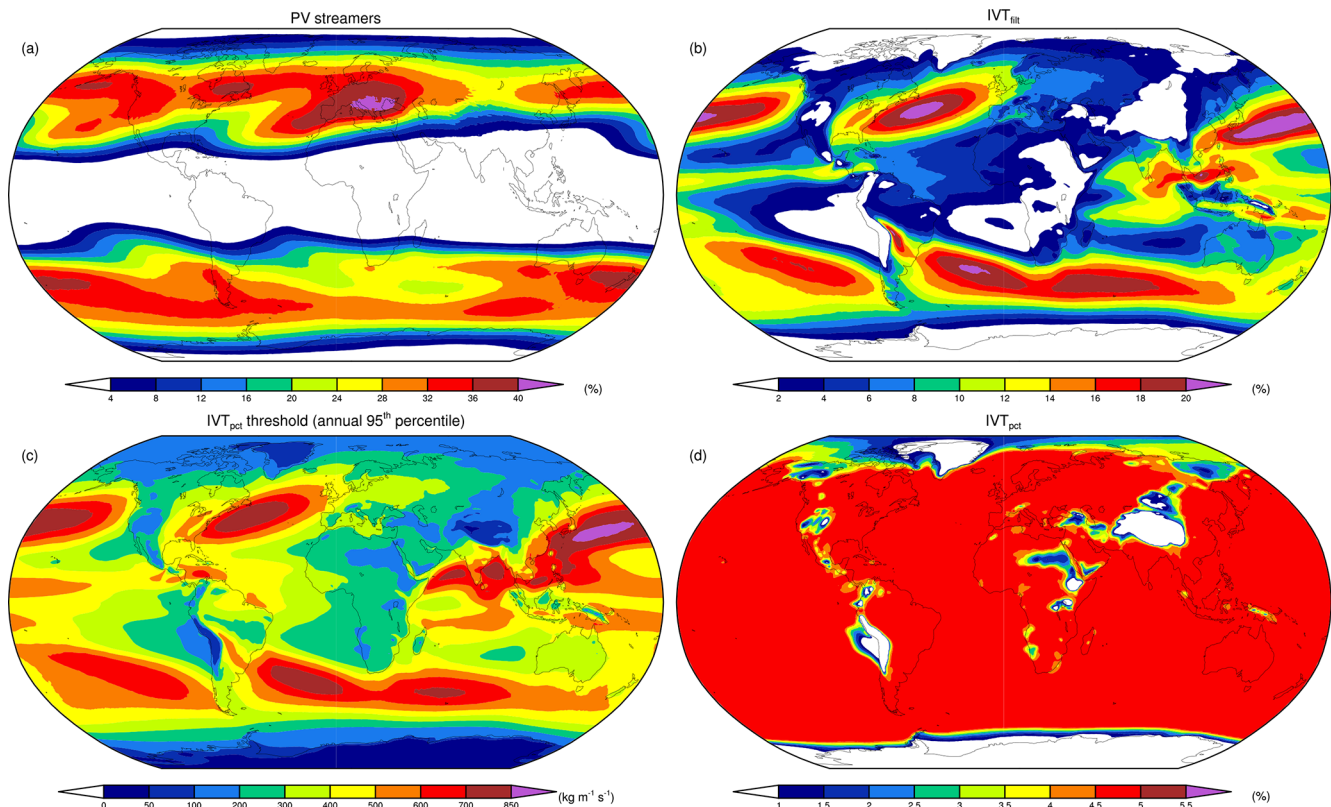 PV streamers
(a)
4 8 12 16 20 24 28 32 36 40 (%)
IVT_filt
(b)
2 4 6 8 10 12 14 16 18 20 (%)
IVT_pct threshold (annual 95th percentile)
(c)
0 50 100 200 300 400 500 600 700 850 (kg m⁻¹ s⁻¹)
IVT_pct
(d)
1 1.5 2 2.5 3 3.5 4 4.5 5 5.5 (%)